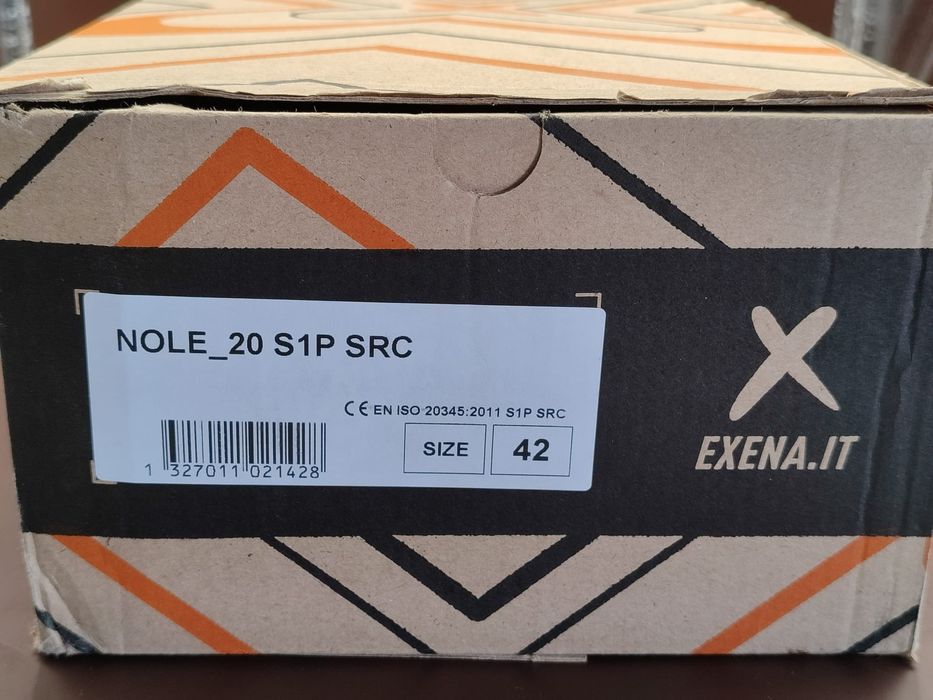 NOLE_20 S1P SRC
CE EN ISO 20345:2011 S1P SRC
1 327011 021428
SIZE 42
X
EXENA.IT